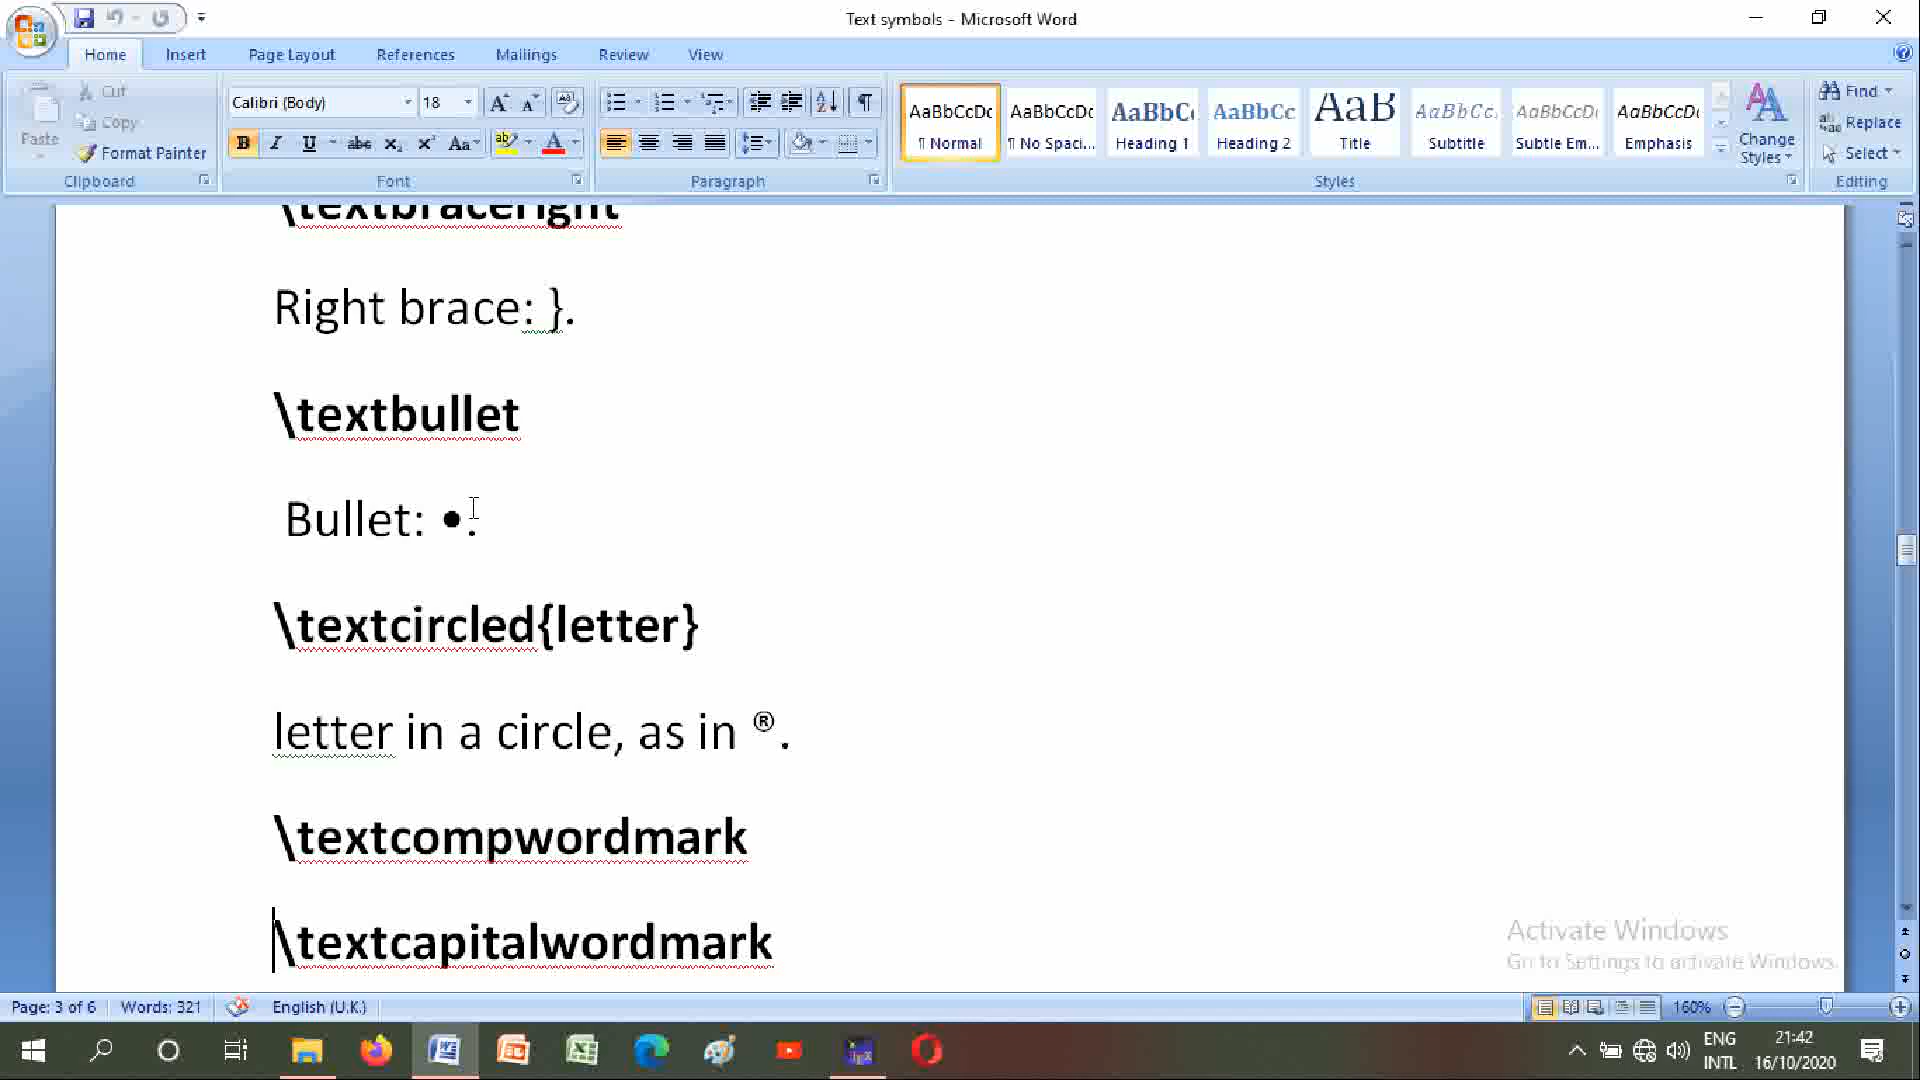 Text symbols - Microsoft Word
Home Insert Page Layout References Mailings Review View
Paste
Cut
Copy
Format Painter
Clipboard
Calibri (Body) 18
Font
Paragraph
AaBbCcDc AaBbCcDc AaBbC AaBbCc AaB AaBbCc. AaBbCcDc AaBbCcDc
¶ Normal ¶ No Spaci... Heading 1 Heading 2 Title Subtitle Subtle Em... Emphasis
Change Styles
Styles
Find
Replace
Select
Editing
\textbraceright
Right brace: }.
\textbullet
Bullet: •.
\textcircled{letter}
letter in a circle, as in ®.
\textcompwordmark
\textcapitalwordmark
Activate Windows
Go to Settings to activate Windows.
Page: 3 of 6 Words: 321 English (U.K.) 160%
ENG 21:42
INTL 16/10/2020